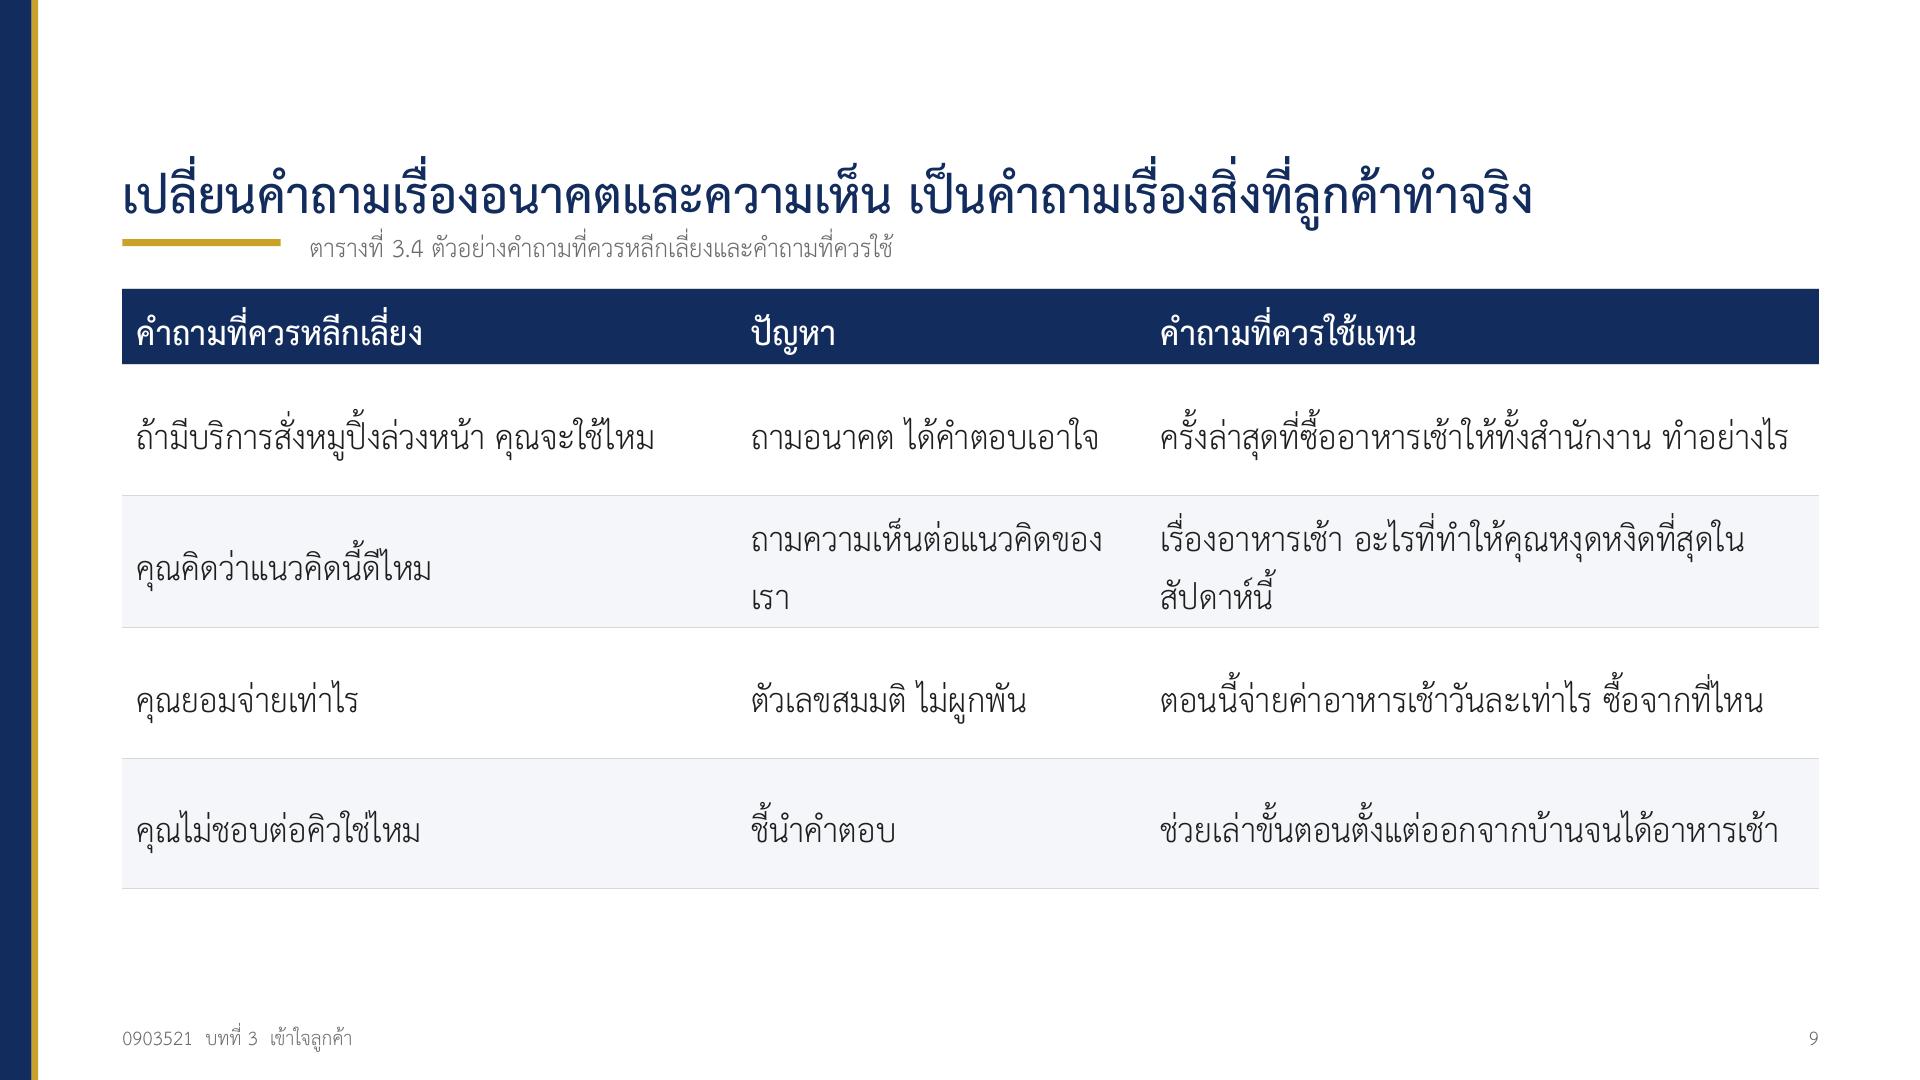 เปลี่ยนคำถามเรื่องอนาคตและความเห็น เป็นคำถามเรื่องสิ่งที่ลูกค้าทำจริง
ตารางที่ 3.4 ตัวอย่างคำถามที่ควรหลีกเลี่ยงและคำถามที่ควรใช้
คำถามที่ควรหลีกเลี่ยง ปัญหา คำถามที่ควรใช้แทน
ถ้ามีบริการสั่งหมูปิ้งล่วงหน้า คุณจะใช้ไหม ถามอนาคต ได้คำตอบเอาใจ ครั้งล่าสุดที่ซื้ออาหารเช้าให้ทั้งสำนักงาน ทำอย่างไร
คุณคิดว่าแนวคิดนี้ดีไหม ถามความเห็นต่อแนวคิดของ เรื่องอาหารเช้า อะไรที่ทำให้คุณหงุดหงิดที่สุดใน
เรา สัปดาห์นี้
คุณยอมจ่ายเท่าไร ตัวเลขสมมติ ไม่ผูกพัน ตอนนี้จ่ายค่าอาหารเช้าวันละเท่าไร ซื้อจากที่ไหน
คุณไม่ชอบต่อคิวใช่ไหม ชี้นำคำตอบ ช่วยเล่าขั้นตอนตั้งแต่ออกจากบ้านจนได้อาหารเช้า
0903521 บทที่ 3 เข้าใจลูกค้า 9